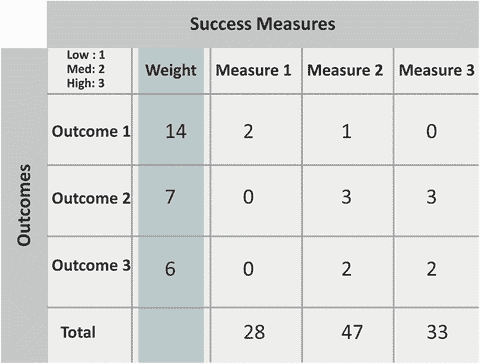 Success Measures
Low : 1
Med: 2
High: 3
Weight Measure 1 Measure 2 Measure 3
Outcomes
Outcome 1 14 2 1 0
Outcome 2 7 0 3 3
Outcome 3 6 0 2 2
Total 28 47 33